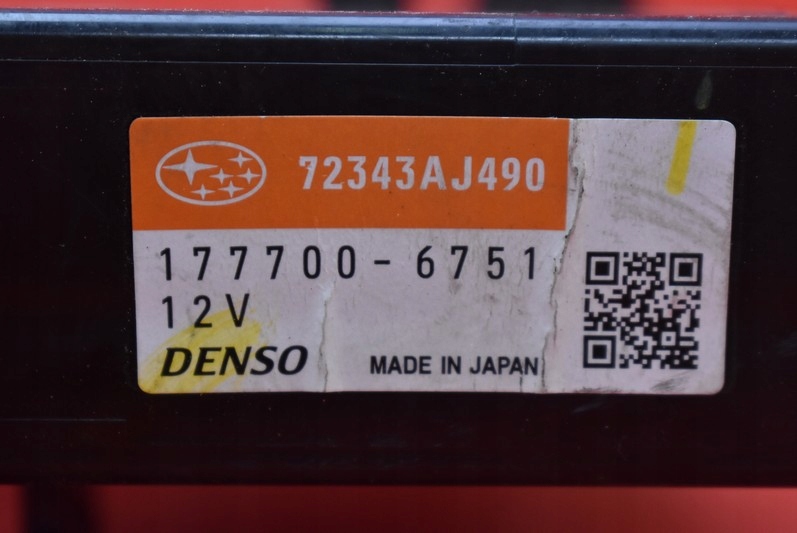 72343AJ490
177700-6751
12V
DENSO
MADE IN JAPAN